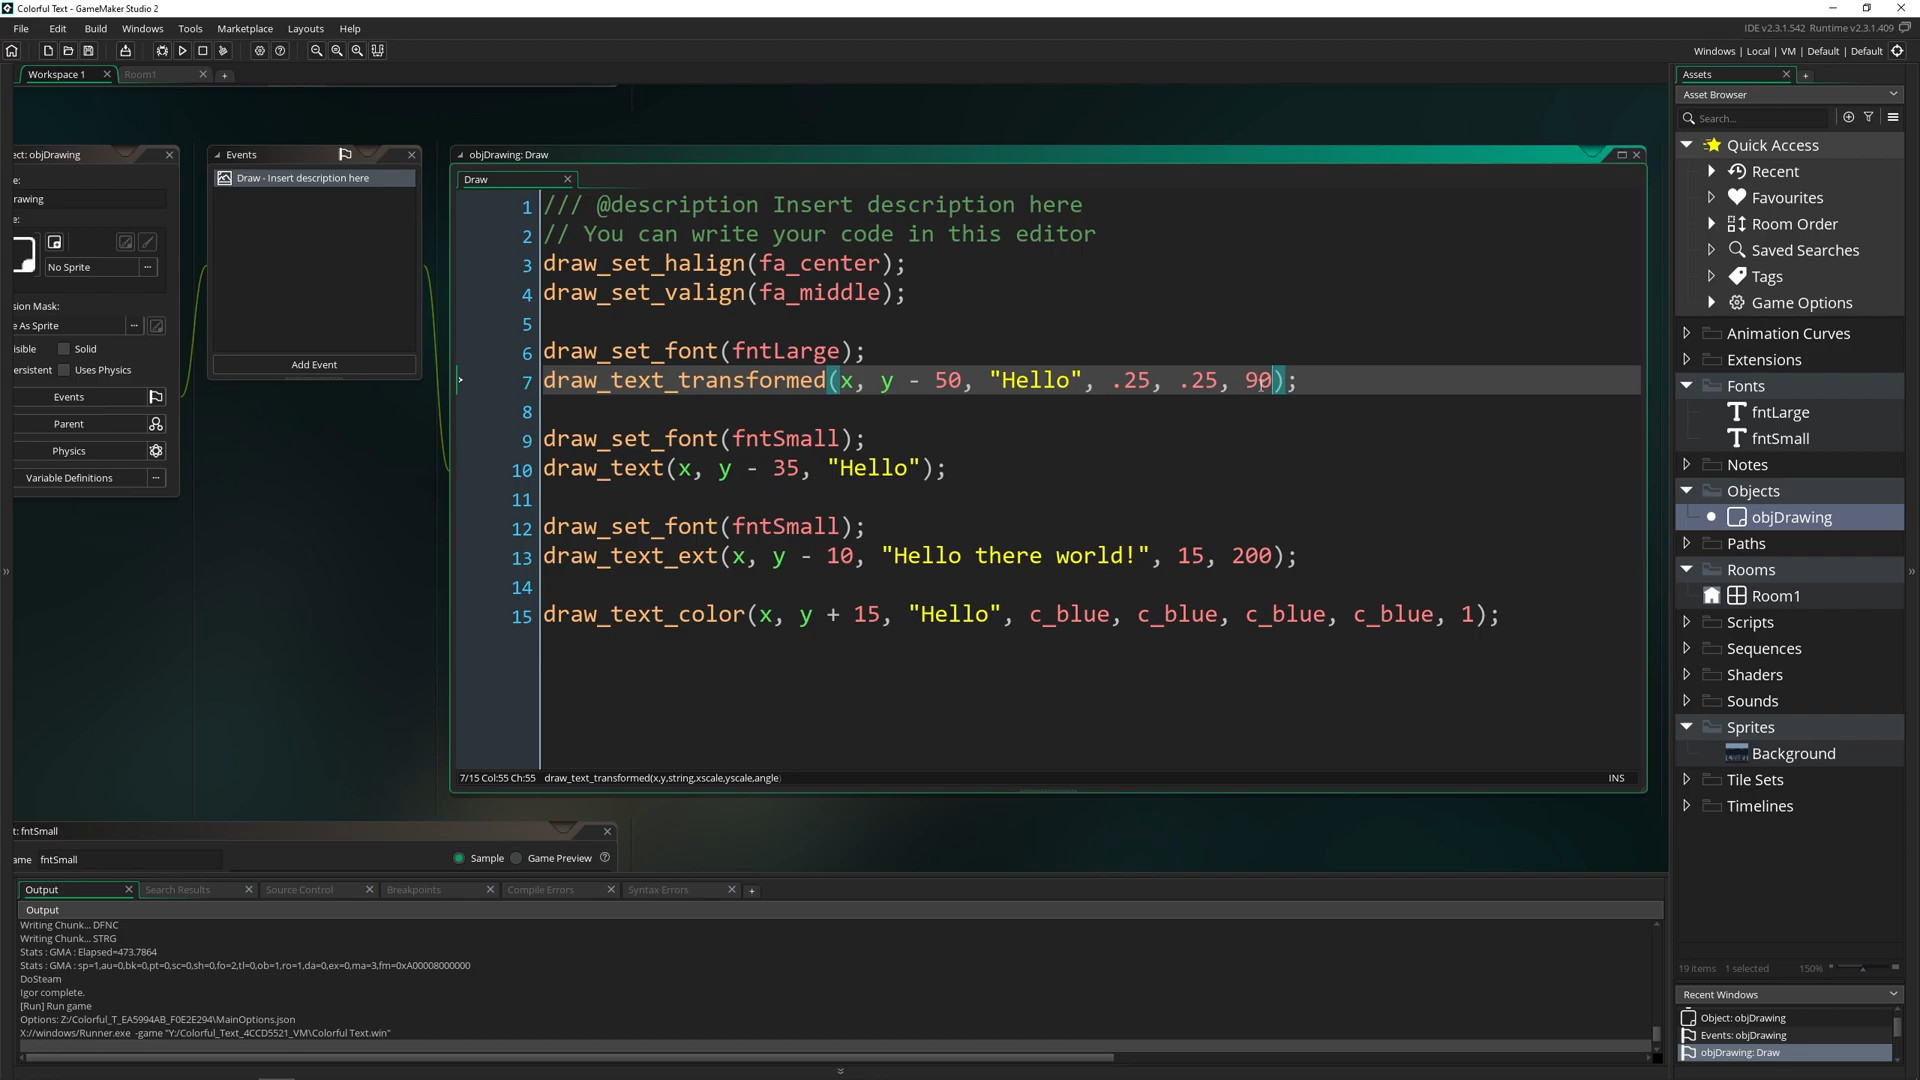 Colorful Text - GameMaker Studio 2
File Edit Build Windows Tools Marketplace Layouts Help
IDE v2.3.1.542 Runtime v2.3.1.409
Windows | Local | VM | Default | Default
Workspace 1 Room1
Assets
Asset Browser
Search...
Quick Access
Recent
Favourites
Room Order
Saved Searches
Tags
Game Options
Animation Curves
Extensions
Fonts
fntLarge
fntSmall
Notes
Objects
objDrawing
Paths
Rooms
Room1
Scripts
Sequences
Shaders
Sounds
Sprites
Background
Tile Sets
Timelines
19 items 1 selected 150%
Recent Windows
Object: objDrawing
Events: objDrawing
objDrawing: Draw
ect: objDrawing
e:
rawing
e:
No Sprite ...
sion Mask:
e As Sprite ...
isible Solid
ersistent Uses Physics
Events
Parent
Physics
Variable Definitions ...
Events
Draw - Insert description here
Add Event
objDrawing: Draw
Draw
1 /// @description Insert description here
2 // You can write your code in this editor
3 draw_set_halign(fa_center);
4 draw_set_valign(fa_middle);
5
6 draw_set_font(fntLarge);
7 draw_text_transformed(x, y - 50, "Hello", .25, .25, 90);
8
9 draw_set_font(fntSmall);
10 draw_text(x, y - 35, "Hello");
11
12 draw_set_font(fntSmall);
13 draw_text_ext(x, y - 10, "Hello there world!", 15, 200);
14
15 draw_text_color(x, y + 15, "Hello", c_blue, c_blue, c_blue, c_blue, 1);
7/15 Col:55 Ch:55 draw_text_transformed(x,y,string,xscale,yscale,angle) INS
t: fntSmall
ame fntSmall Sample Game Preview
Output Search Results Source Control Breakpoints Compile Errors Syntax Errors
Output
Writing Chunk... DFNC
Writing Chunk... STRG
Stats : GMA : Elapsed=473.7864
Stats : GMA : sp=1,au=0,bk=0,pt=0,sc=0,sh=0,fo=2,tl=0,ob=1,ro=1,da=0,ex=0,ma=3,fm=0xA00008000000
DoSteam
Igor complete.
[Run] Run game
Options: Z:/Colorful_T_EA5994AB_F0E2E294\MainOptions.json
X://windows/Runner.exe -game "Y:/Colorful_Text_4CCD5521_VM\Colorful Text.win"